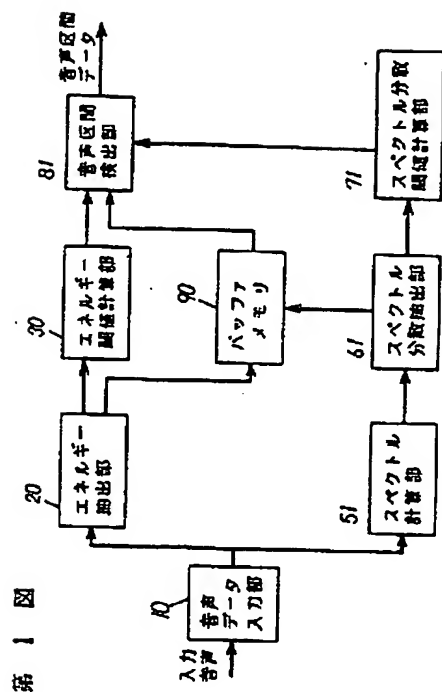 第 1 図
入力
音声
10
音声
データ
入力部
20
エネルギー
抽出部
30
エネルギー
閾値計算部
81
音声区間
検出部
音声区間
データ
90
バッファ
メモリ
51
スペクトル
計算部
61
スペクトル
分散抽出部
71
スペクトル分散
閾値計算部